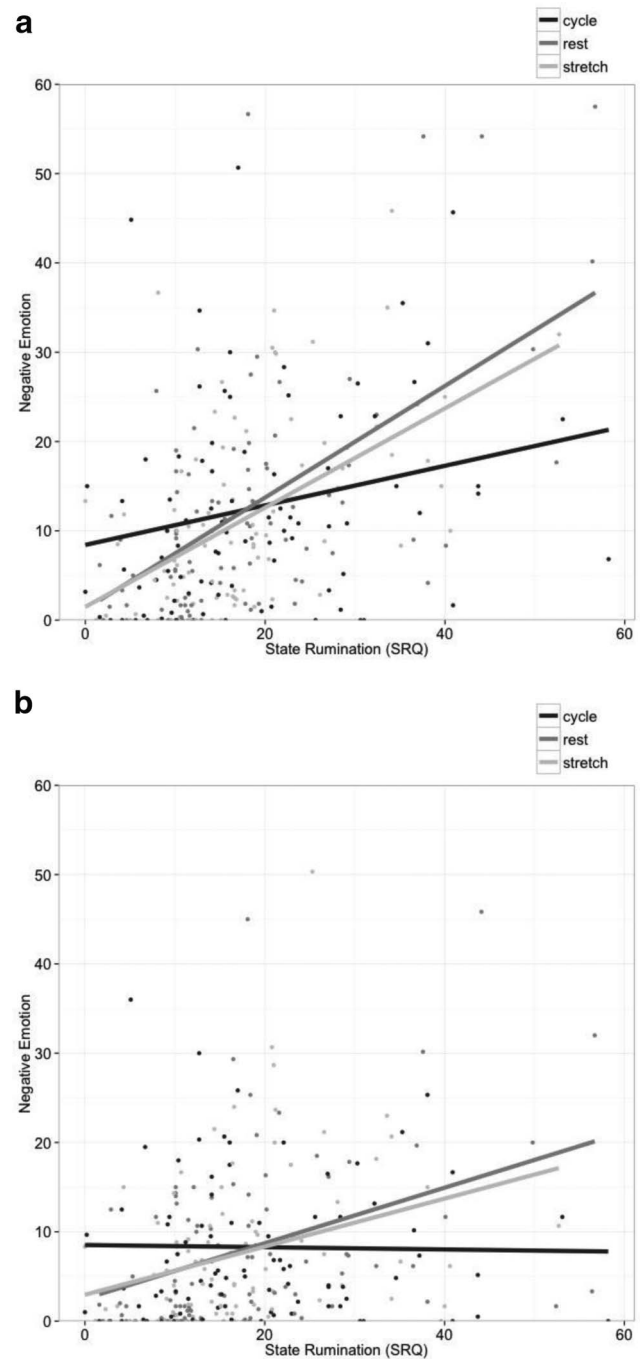 a
cycle
rest
stretch
60
50
40
30
20
10
0
Negative Emotion
0 20 40 60
State Rumination (SRQ)
b
cycle
rest
stretch
60
50
40
30
20
10
0
Negative Emotion
0 20 40 60
State Rumination (SRQ)